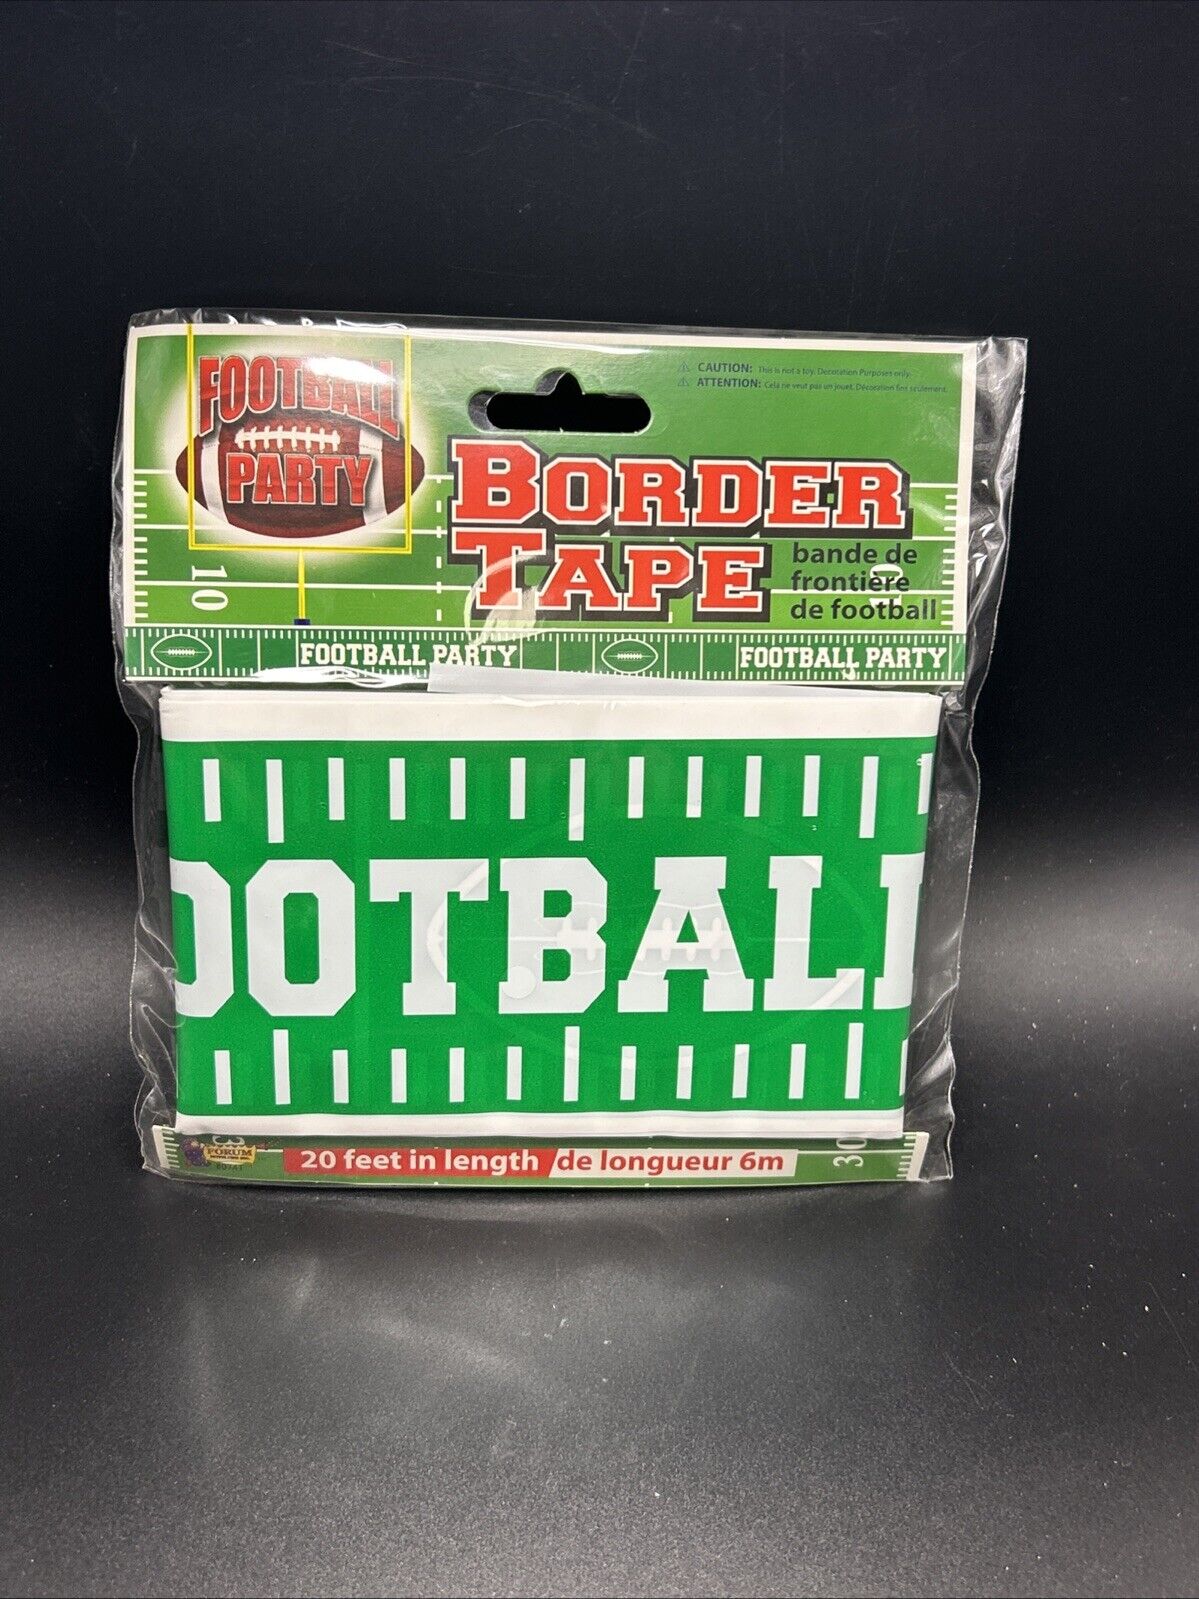 FOOTBALL
PARTY
⚠ CAUTION: This is not a toy. Decoration Purposes only.
⚠ ATTENTION: Cela ne veut pas un jouet. Décoration fins seulement.
BORDER
TAPE
bande de
frontière
de football
10
10
FOOTBALL PARTY
FOOTBALL PARTY
OOTBALL
FORUM
20 feet in length / de longueur 6m
30